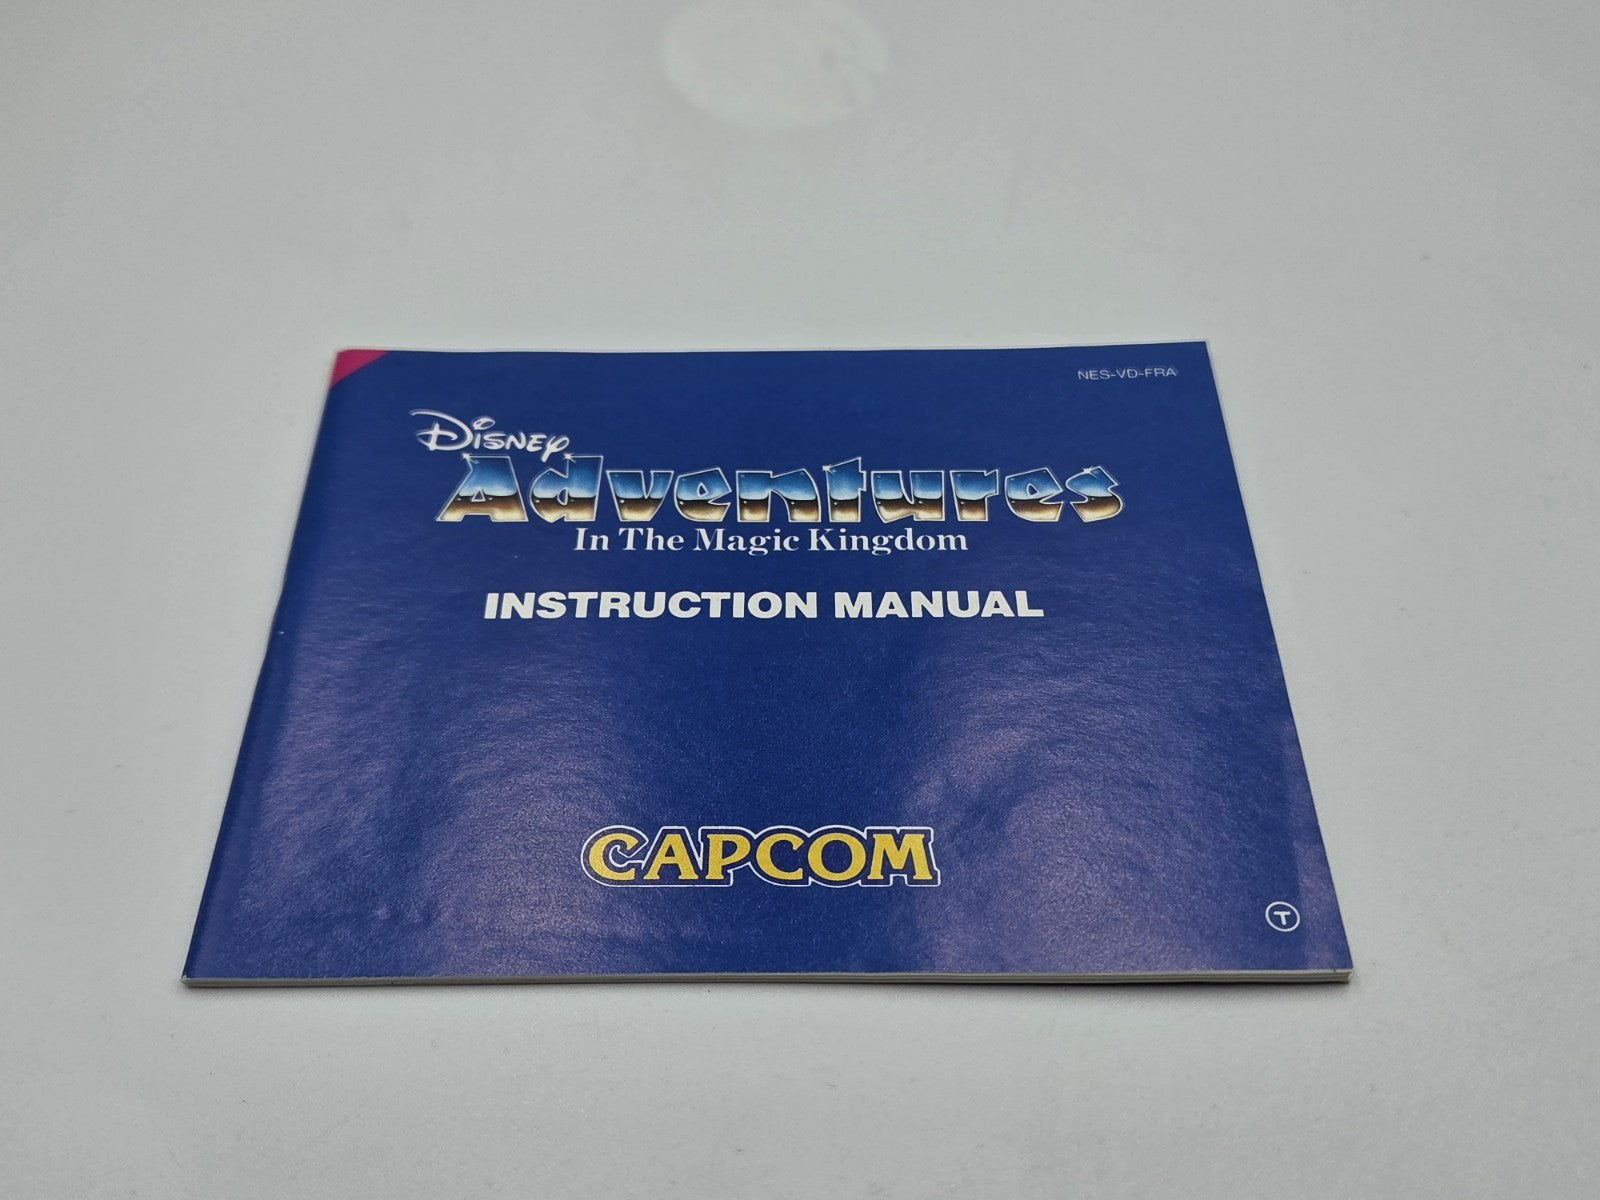 NES-VD-FRA
Disney
Adventures
In The Magic Kingdom
INSTRUCTION MANUAL
CAPCOM
T